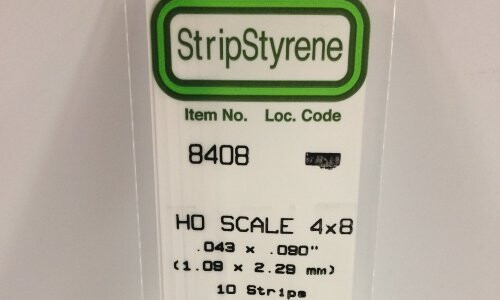 StripStyrene
Item No. Loc. Code
8408
HO SCALE 4x8
.043 x .090"
(1.09 x 2.29 mm)
10 Strips